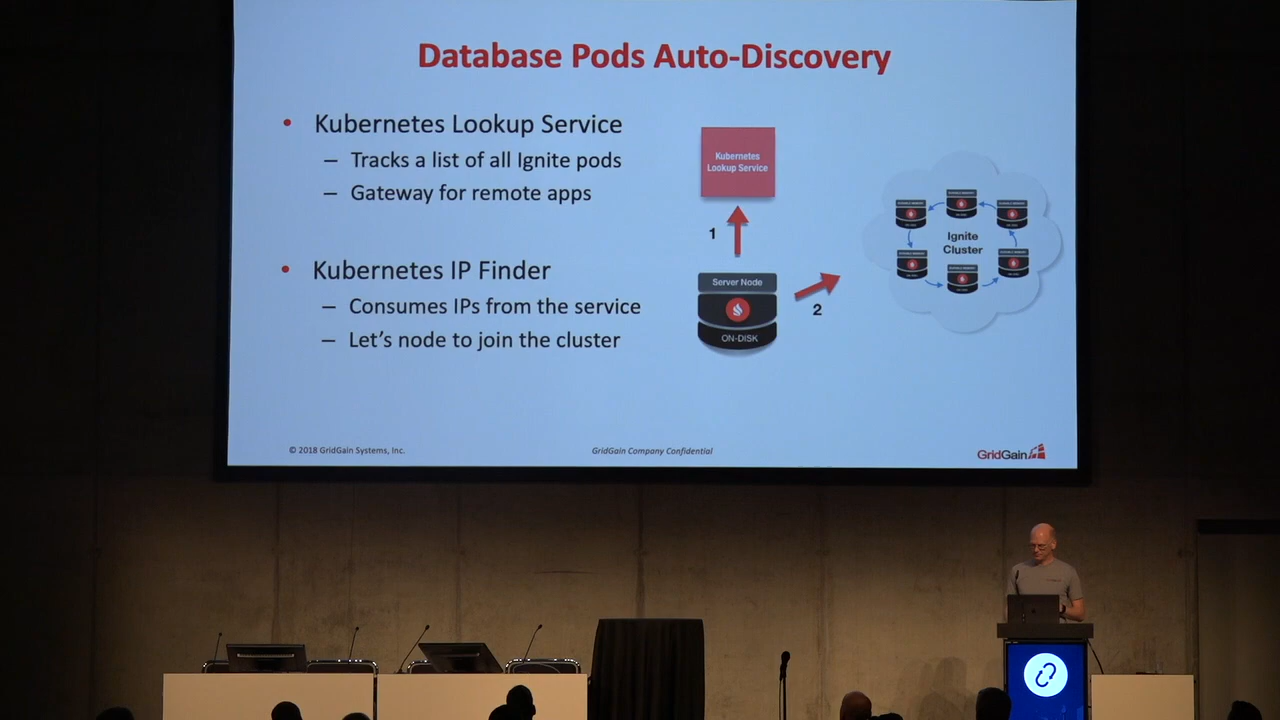 Database Pods Auto-Discovery
• Kubernetes Lookup Service
– Tracks a list of all Ignite pods
– Gateway for remote apps
• Kubernetes IP Finder
– Consumes IPs from the service
– Let's node to join the cluster
Kubernetes
Lookup Service
1
Server Node
ON-DISK
2
Ignite
Cluster
© 2018 GridGain Systems, Inc.
GridGain Company Confidential
GridGain